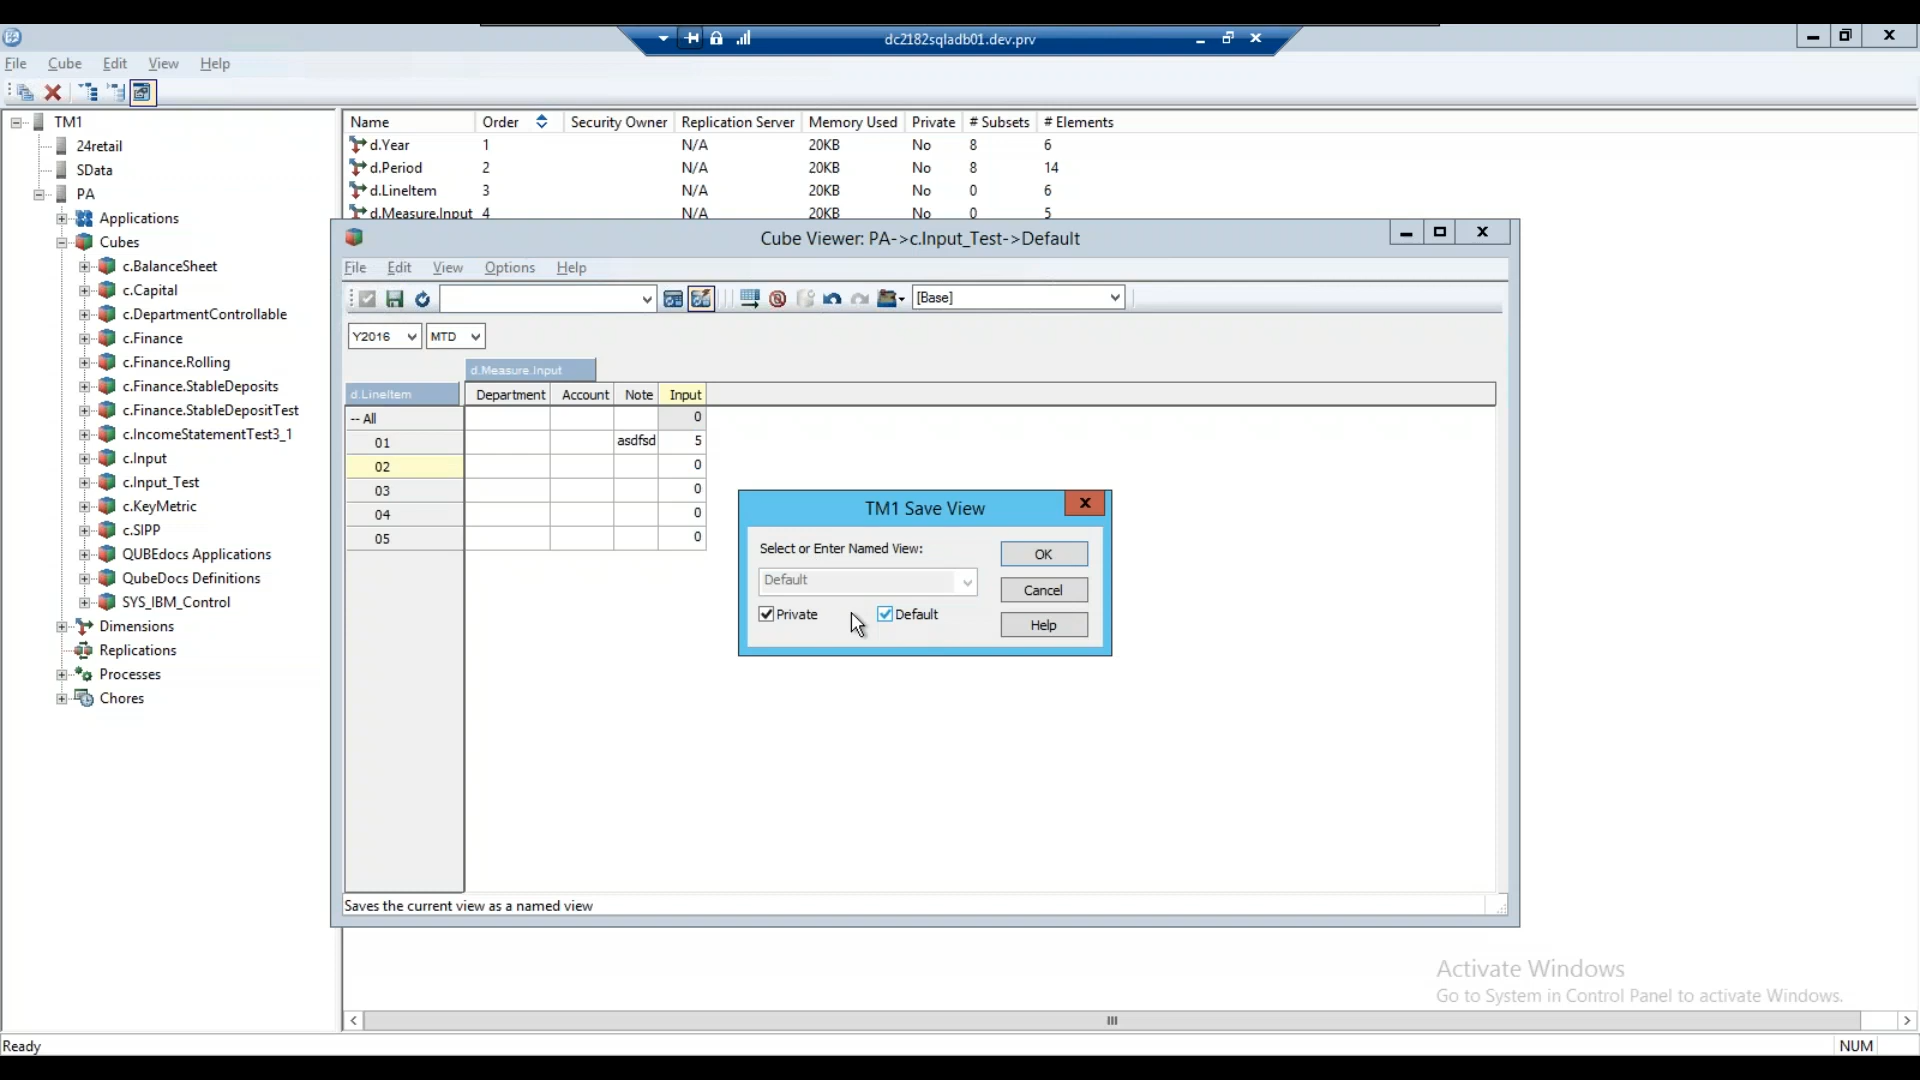 dc2182sqladb01.dev.prv
File Cube Edit View Help
TM1
24retail
SData
PA
Applications
Cubes
c.BalanceSheet
c.Capital
c.DepartmentControllable
c.Finance
c.Finance.Rolling
c.Finance.StableDeposits
c.Finance.StableDepositTest
c.IncomeStatementTest3_1
c.Input
c.Input_Test
c.KeyMetric
c.SIPP
QUBEdocs Applications
QubeDocs Definitions
SYS_IBM_Control
Dimensions
Replications
Processes
Chores
Name Order Security Owner Replication Server Memory Used Private # Subsets # Elements
d.Year 1 N/A 20KB No 8 6
d.Period 2 N/A 20KB No 8 14
d.LineItem 3 N/A 20KB No 0 6
d.Measure.Input 4 N/A 20KB No 0 5
Cube Viewer: PA->c.Input_Test->Default
File Edit View Options Help
[Base]
Y2016 MTD
d.Measure.Input
d.LineItem Department Account Note Input
-- All 0
01 asdfsd 5
02 0
03 0
04 0
05 0
TM1 Save View
Select or Enter Named View:
Default
Private Default
OK
Cancel
Help
Saves the current view as a named view
Activate Windows
Go to System in Control Panel to activate Windows.
Ready NUM